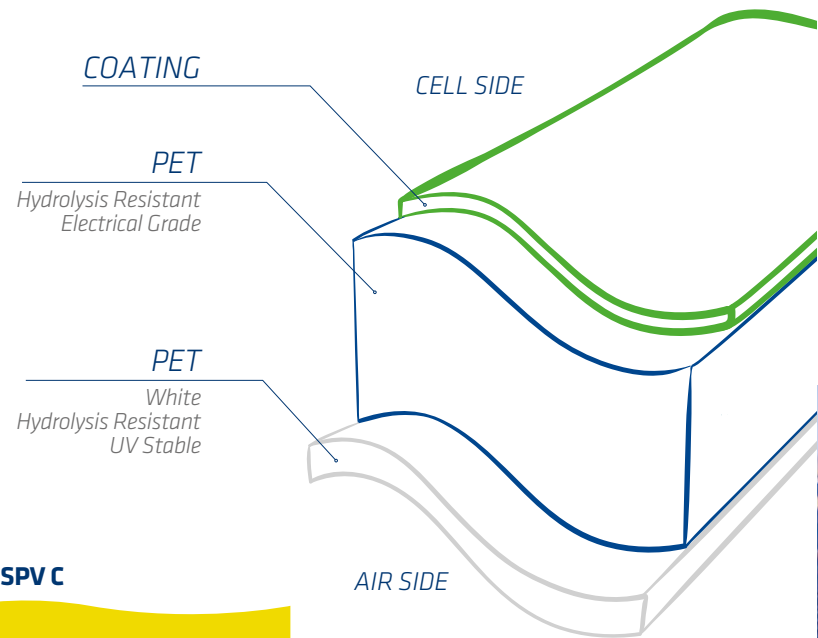 COATING
CELL SIDE
PET
Hydrolysis Resistant
Electrical Grade
PET
White
Hydrolysis Resistant
UV Stable
SPV C
AIR SIDE